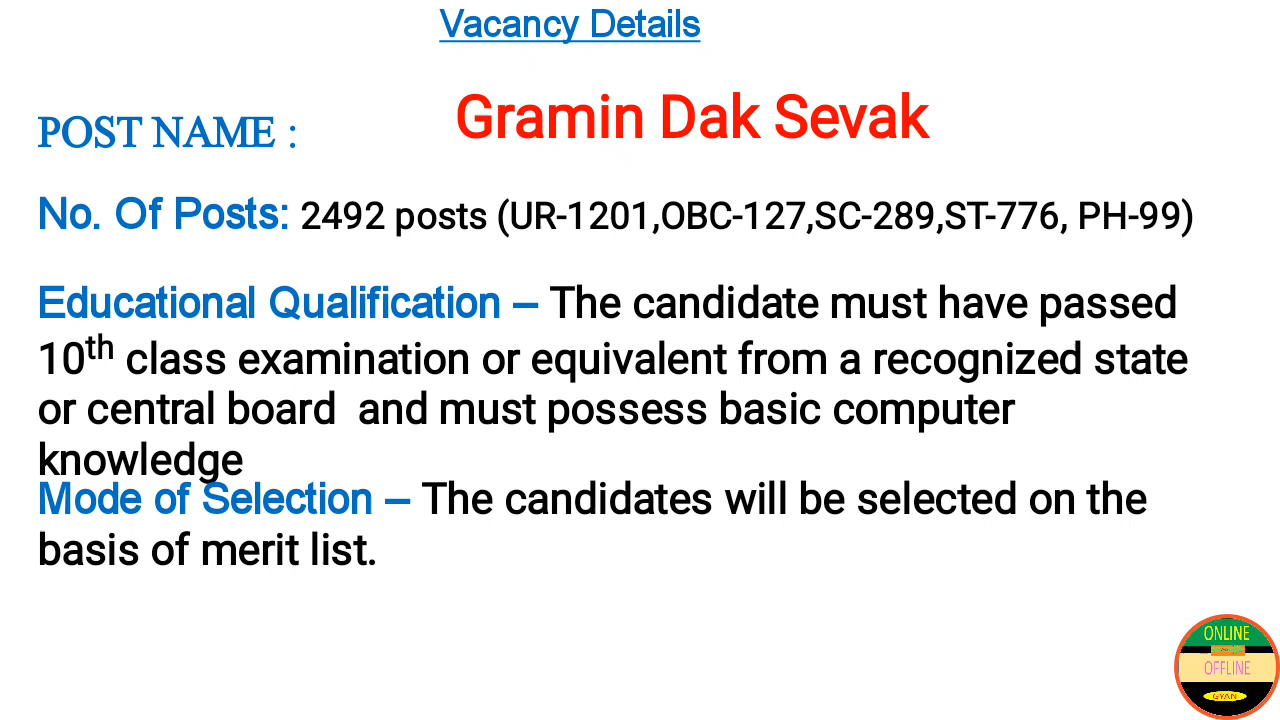 Vacancy Details
POST NAME :
Gramin Dak Sevak
No. Of Posts: 2492 posts (UR-1201,OBC-127,SC-289,ST-776, PH-99)
Educational Qualification – The candidate must have passed
10th class examination or equivalent from a recognized state
or central board  and must possess basic computer
knowledge
Mode of Selection – The candidates will be selected on the
basis of merit list.
ONLINE
OFFLINE
GYAN